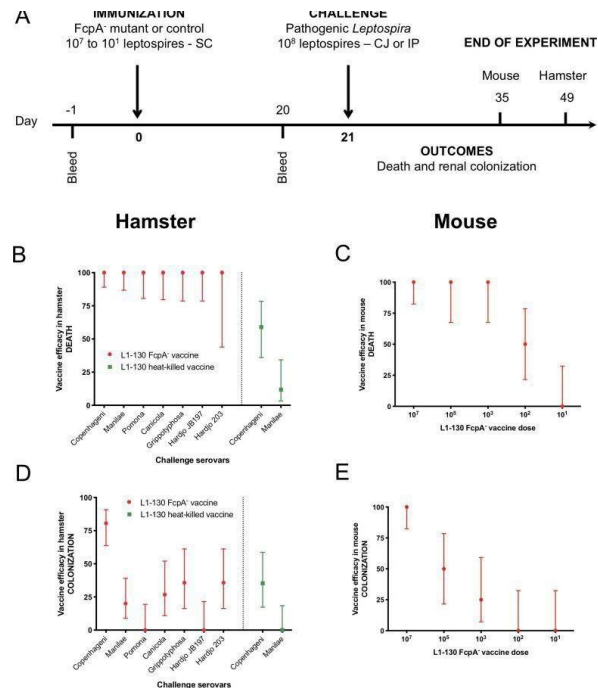 A
IMMUNIZATION
FcpA⁻ mutant or control
10⁷ to 10¹ leptospires - SC
CHALLENGE
Pathogenic Leptospira
10⁸ leptospires – CJ or IP
END OF EXPERIMENT
Mouse
Hamster
35
49
Day
-1
20
0
21
Bleed
Bleed
OUTCOMES
Death and renal colonization
Hamster
Mouse
B
Vaccine efficacy in hamster
DEATH
100
75
50
25
0
L1-130 FcpA⁻ vaccine
L1-130 heat-killed vaccine
Copenhageni
Manilae
Pomona
Canicola
Grippotyphosa
Hardjo JB197
Hardjo 203
Copenhageni
Manilae
Challenge serovars
C
Vaccine efficacy in mouse
DEATH
100
75
50
25
0
10⁷
10⁵
10³
10²
10¹
L1-130 FcpA⁻ vaccine dose
D
Vaccine efficacy in hamster
COLONIZATION
100
75
50
25
0
L1-130 FcpA⁻ vaccine
L1-130 heat-killed vaccine
Copenhageni
Manilae
Pomona
Canicola
Grippotyphosa
Hardjo JB197
Hardjo 203
Copenhageni
Manilae
Challenge serovars
E
Vaccine efficacy in mouse
COLONIZATION
100
75
50
25
0
10⁷
10⁵
10³
10²
10¹
L1-130 FcpA⁻ vaccine dose